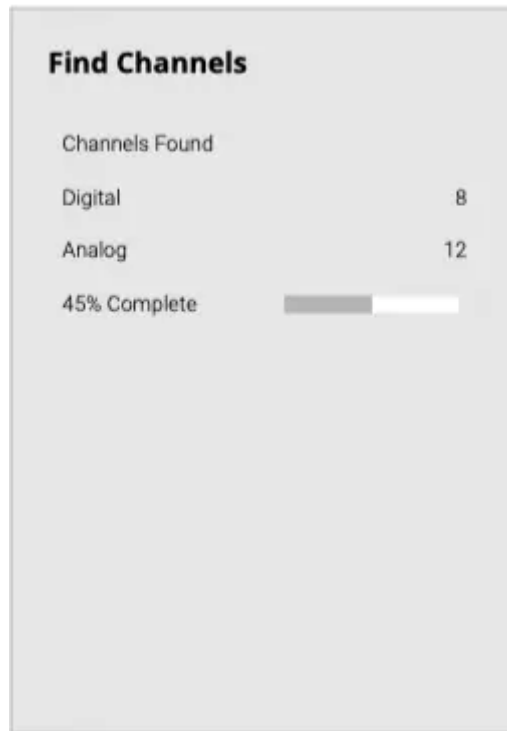 Find Channels
Channels Found
Digital 8
Analog 12
45% Complete